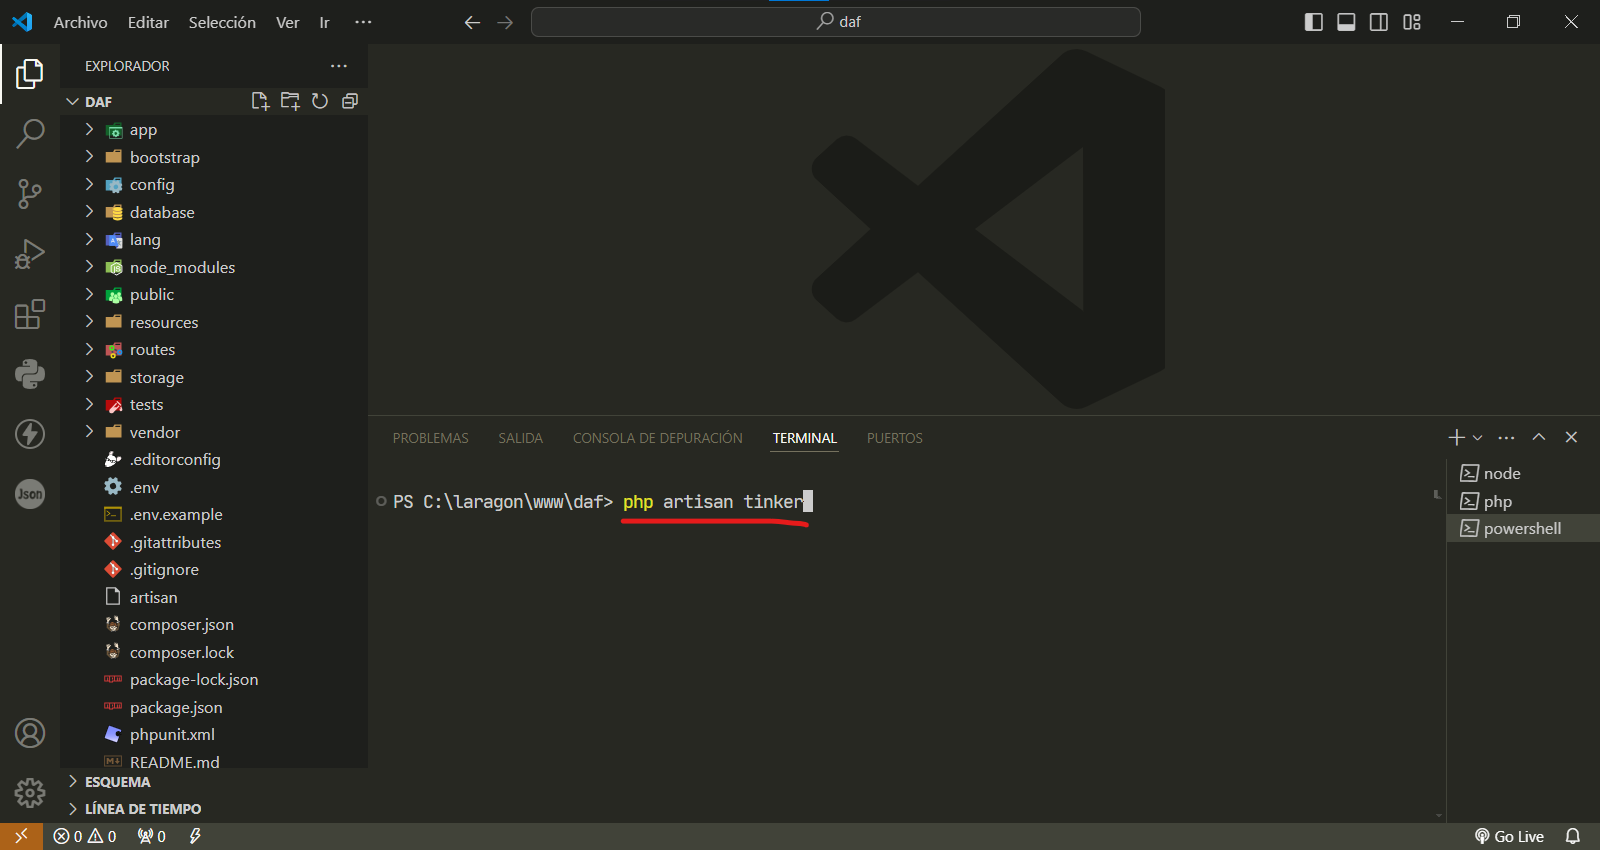 Archivo Editar Selección Ver Ir ···
daf
EXPLORADOR
DAF
app
bootstrap
config
database
lang
node_modules
public
resources
routes
storage
tests
vendor
.editorconfig
.env
.env.example
.gitattributes
.gitignore
artisan
composer.json
composer.lock
package-lock.json
package.json
phpunit.xml
README.md
ESQUEMA
LÍNEA DE TIEMPO
PROBLEMAS SALIDA CONSOLA DE DEPURACIÓN TERMINAL PUERTOS
PS C:\laragon\www\daf> php artisan tinker
node
php
powershell
Json
0 0 0
Go Live